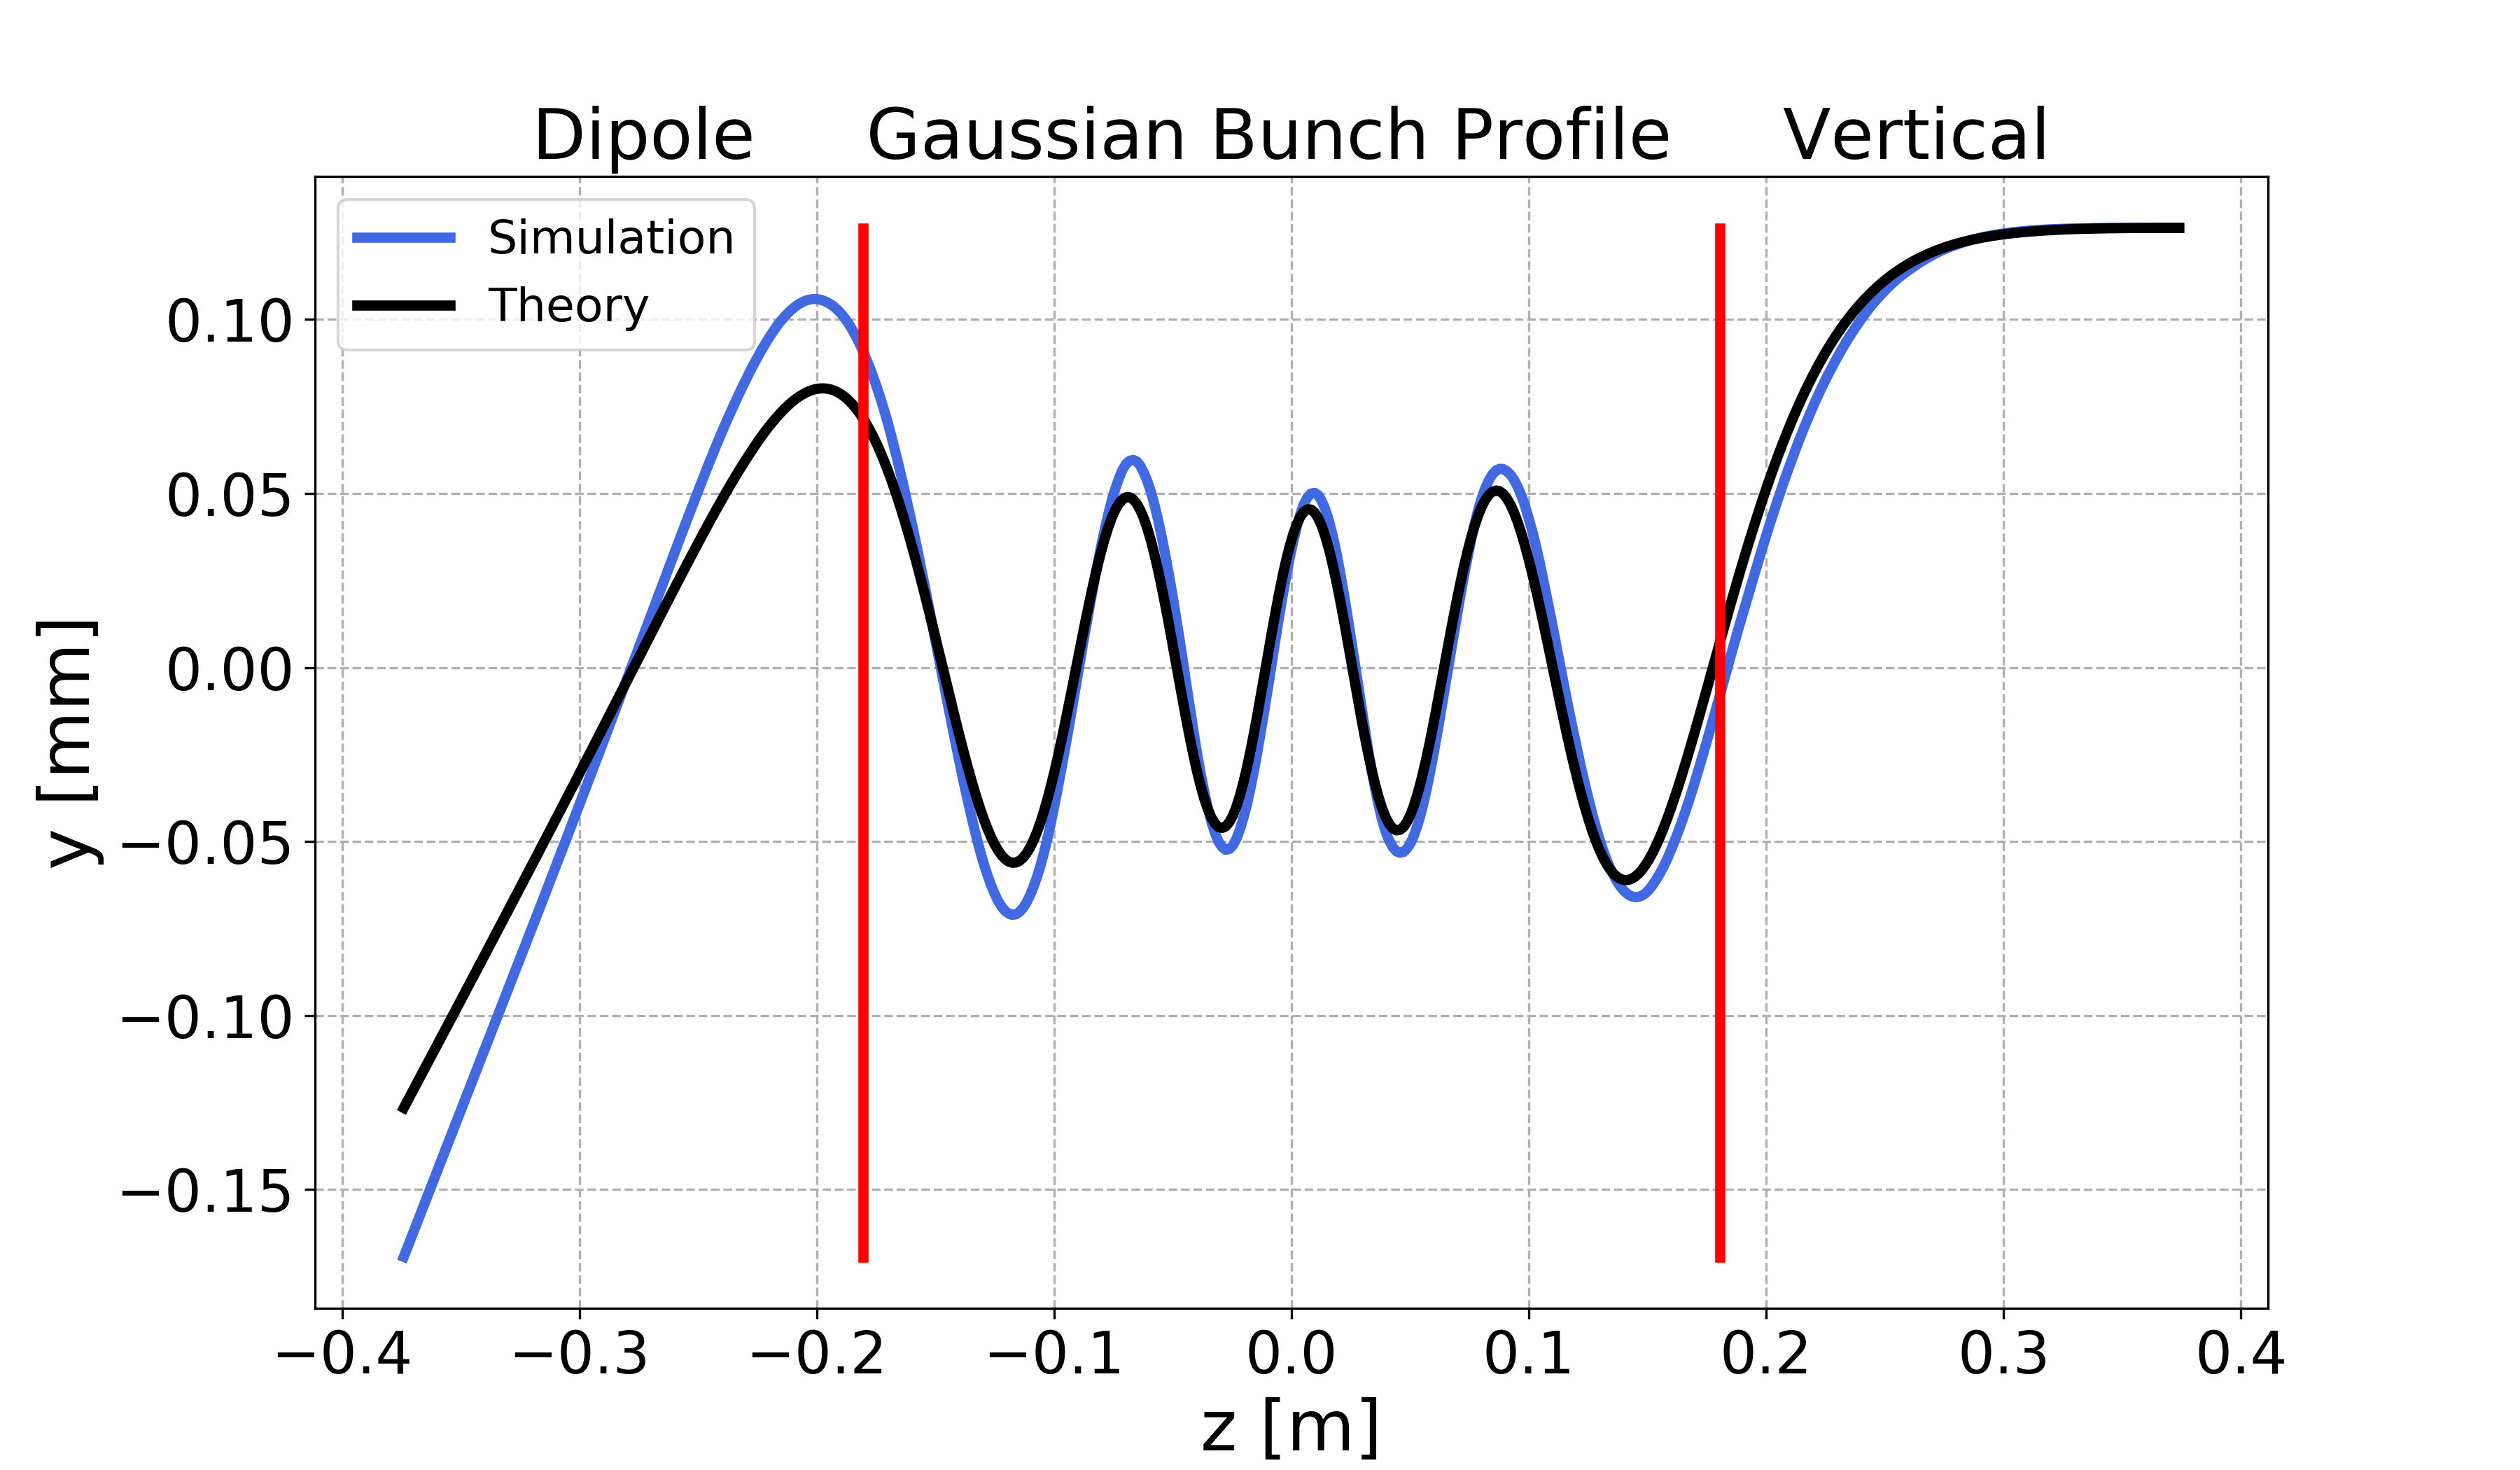 Dipole Gaussian Bunch Profile Vertical
Simulation
Theory
0.10
0.05
0.00
−0.05
−0.10
−0.15
y [mm]
−0.4 −0.3 −0.2 −0.1 0.0 0.1 0.2 0.3 0.4
z [m]